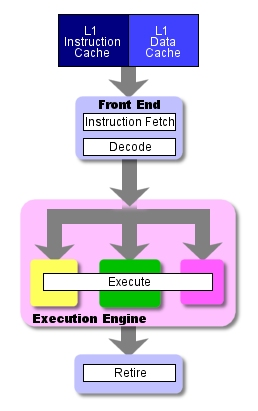 L1
Instruction
Cache
L1
Data
Cache
Front End
Instruction Fetch
Decode
Execute
Execution Engine
Retire